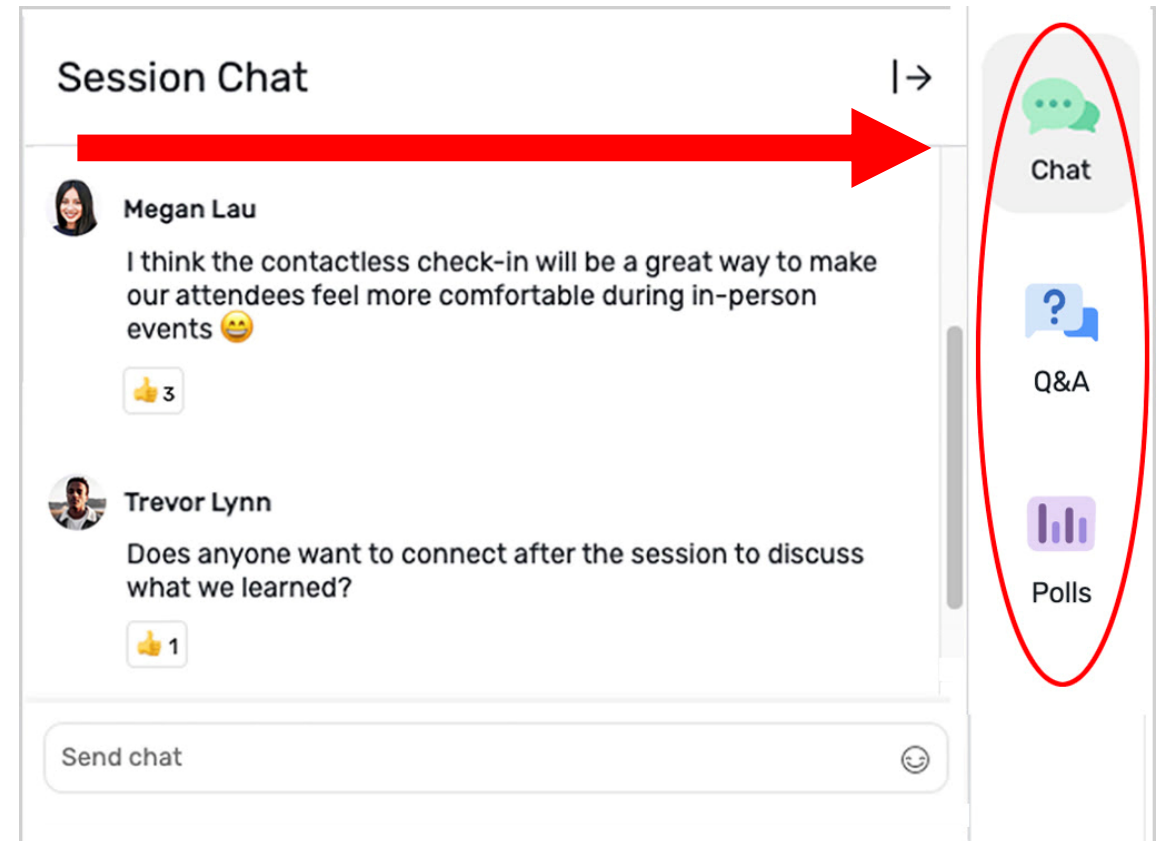 Session Chat
Chat
Megan Lau
I think the contactless check-in will be a great way to make
our attendees feel more comfortable during in-person
events 😄
👍 3
Q&A
Trevor Lynn
Does anyone want to connect after the session to discuss
what we learned?
👍 1
Polls
Send chat